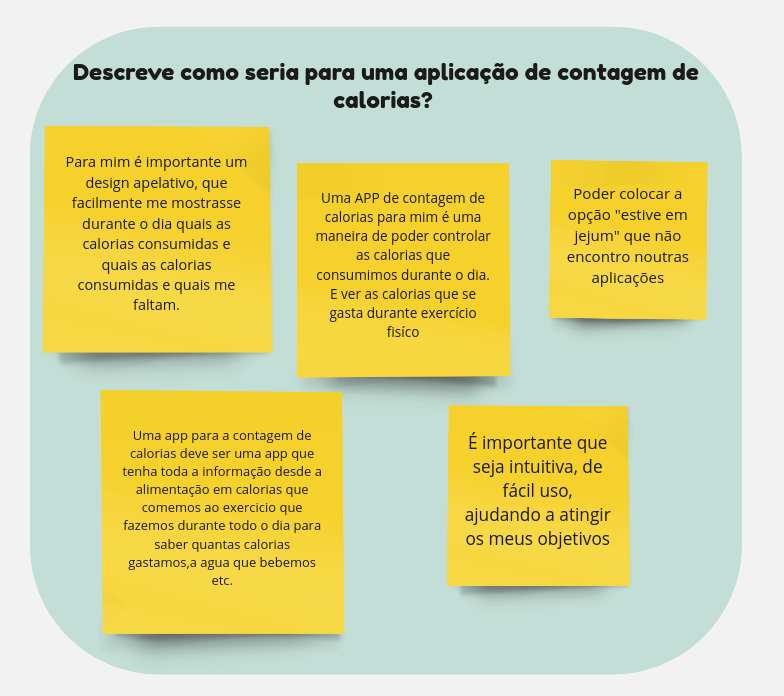 Descreve como seria para uma aplicação de contagem de
calorias?
Para mim é importante um
design apelativo, que
facilmente me mostrasse
durante o dia quais as
calorias consumidas e
quais as calorias
consumidas e quais me
faltam.
Uma APP de contagem de
calorias para mim é uma
maneira de poder controlar
as calorias que
consumimos durante o dia.
E ver as calorias que se
gasta durante exercício
fisíco
Poder colocar a
opção "estive em
jejum" que não
encontro noutras
aplicações
Uma app para a contagem de
calorias deve ser uma app que
tenha toda a informação desde a
alimentação em calorias que
comemos ao exercicio que
fazemos durante todo o dia para
saber quantas calorias
gastamos,a agua que bebemos
etc.
É importante que
seja intuitiva, de
fácil uso,
ajudando a atingir
os meus objetivos